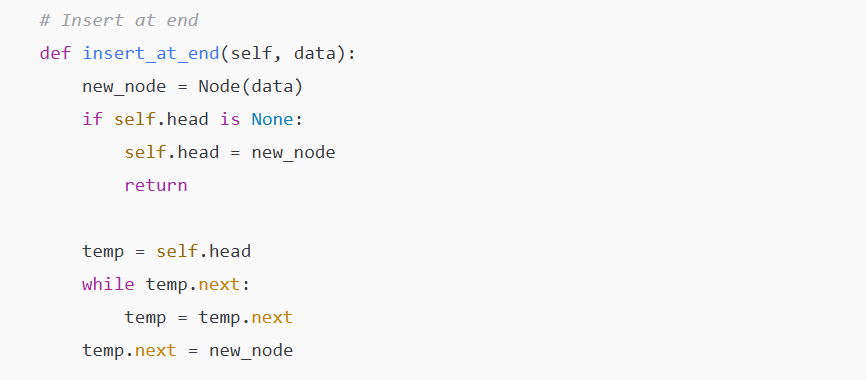 # Insert at end
def insert_at_end(self, data):
    new_node = Node(data)
    if self.head is None:
        self.head = new_node
        return
    temp = self.head
    while temp.next:
        temp = temp.next
    temp.next = new_node